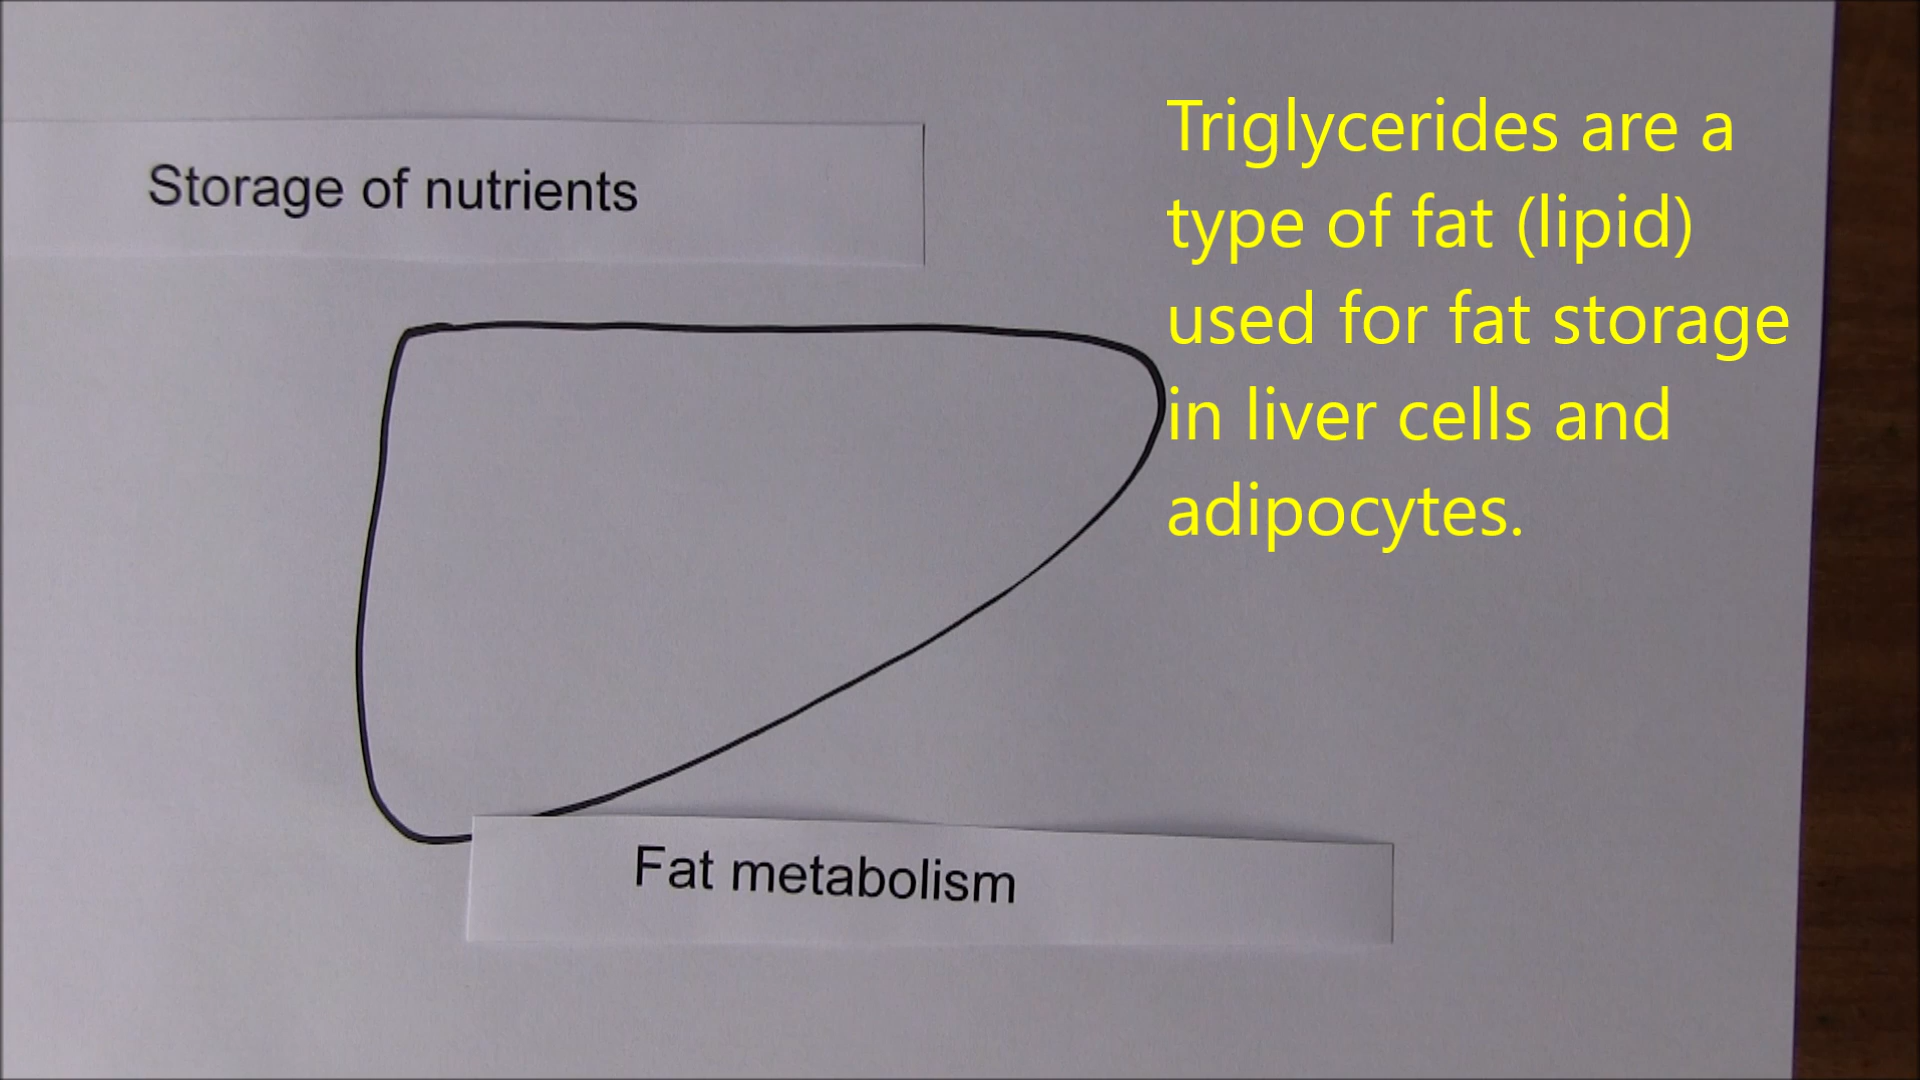 Storage of nutrients
Triglycerides are a
type of fat (lipid)
used for fat storage
in liver cells and
adipocytes.
Fat metabolism